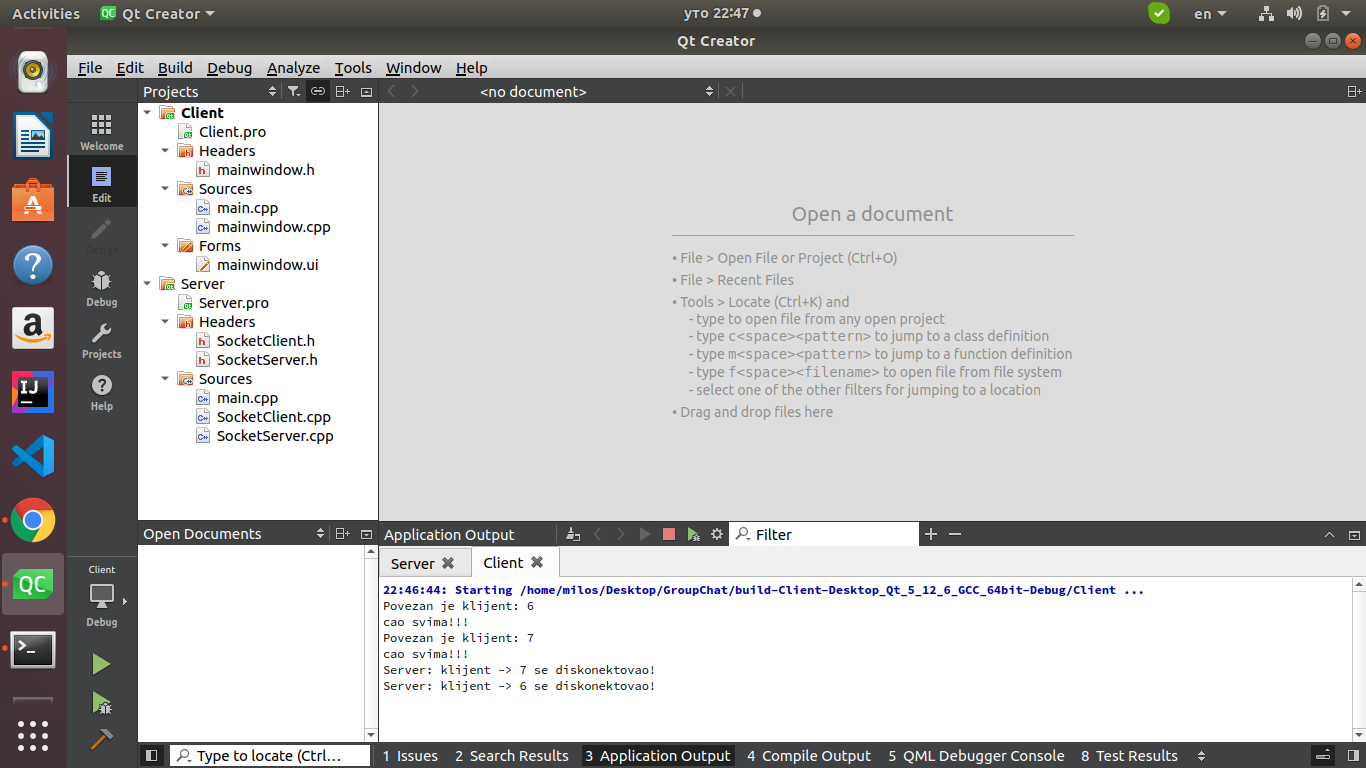 Activities
Qt Creator
уто 22:47
en
Qt Creator
File Edit Build Debug Analyze Tools Window Help
Projects
<no document>
Welcome
Edit
Design
Debug
Projects
Help
Client
Client.pro
Headers
mainwindow.h
Sources
main.cpp
mainwindow.cpp
Forms
mainwindow.ui
Server
Server.pro
Headers
SocketClient.h
SocketServer.h
Sources
main.cpp
SocketClient.cpp
SocketServer.cpp
Open a document
• File > Open File or Project (Ctrl+O)
• File > Recent Files
• Tools > Locate (Ctrl+K) and
- type to open file from any open project
- type c<space><pattern> to jump to a class definition
- type m<space><pattern> to jump to a function definition
- type f<space><filename> to open file from file system
- select one of the other filters for jumping to a location
• Drag and drop files here
Open Documents
Application Output
Filter
Server
Client
22:46:44: Starting /home/milos/Desktop/GroupChat/build-Client-Desktop_Qt_5_12_6_GCC_64bit-Debug/Client ...
Povezan je klijent: 6
cao svima!!!
Povezan je klijent: 7
cao svima!!!
Server: klijent -> 7 se diskonektovao!
Server: klijent -> 6 se diskonektovao!
Client
Debug
Type to locate (Ctrl...
1 Issues
2 Search Results
3 Application Output
4 Compile Output
5 QML Debugger Console
8 Test Results